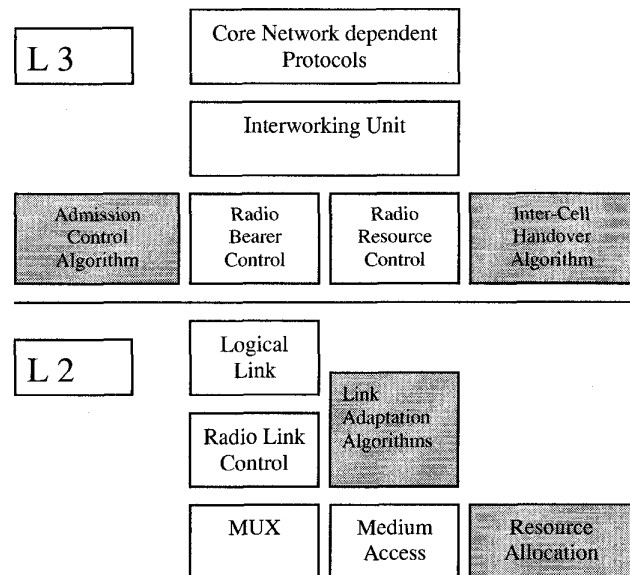 L 3
Core Network dependent
Protocols
Interworking Unit
Admission
Control
Algorithm
Radio
Bearer
Control
Radio
Resource
Control
Inter-Cell
Handover
Algorithm
L 2
Logical
Link
Link
Adaptation
Algorithms
Radio Link
Control
MUX
Medium
Access
Resource
Allocation